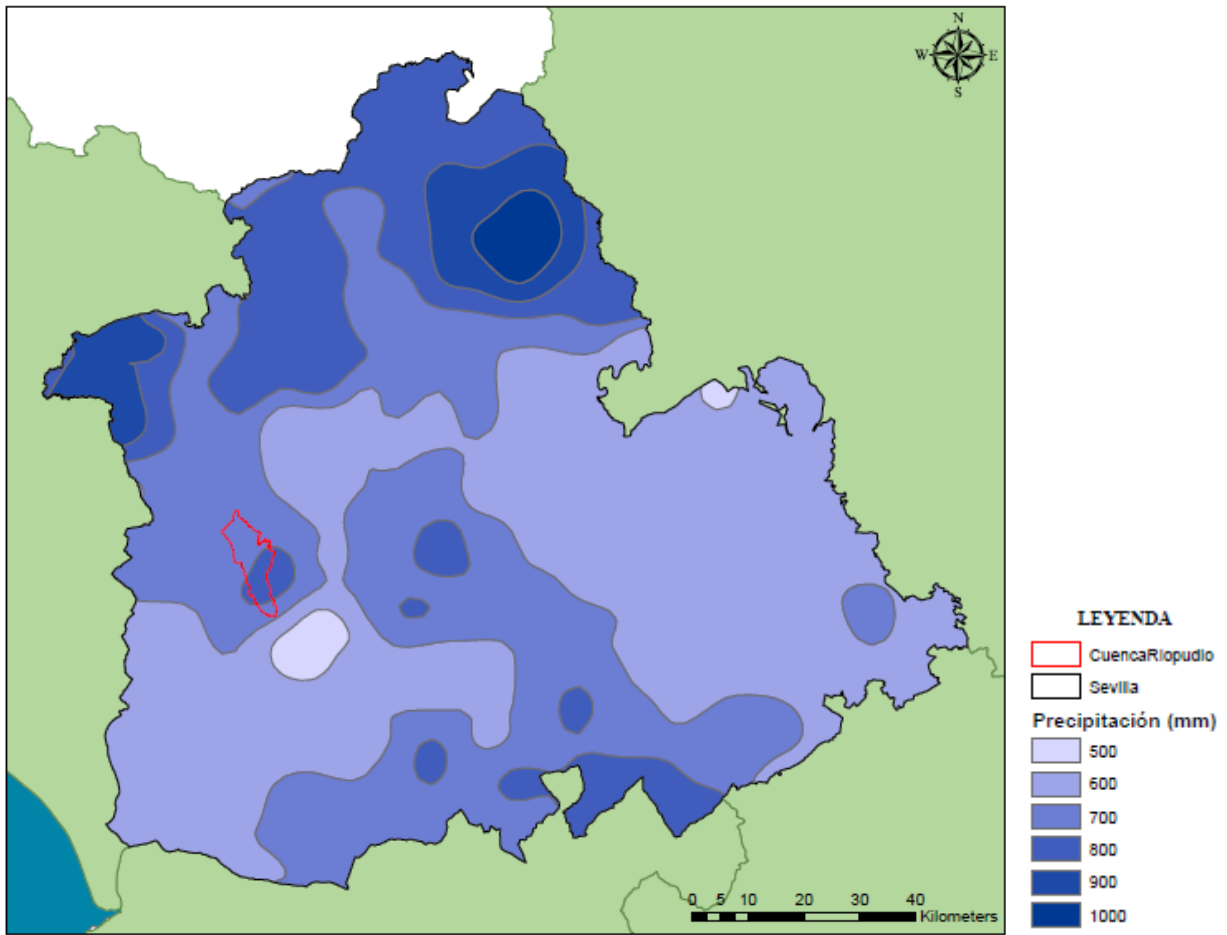 N
W E
S
LEYENDA
CuencaRiopudio
Sevilla
Precipitación (mm)
500
600
700
800
900
1000
0 5 10 20 30 40
Kilometers